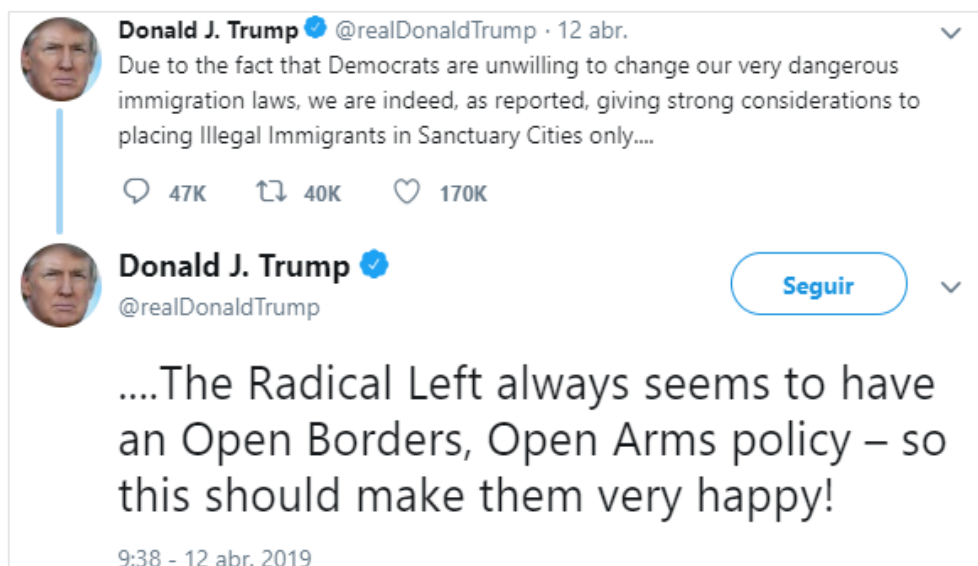 Donald J. Trump @realDonaldTrump · 12 abr.
Due to the fact that Democrats are unwilling to change our very dangerous
immigration laws, we are indeed, as reported, giving strong considerations to
placing Illegal Immigrants in Sanctuary Cities only....
47K 40K 170K
Donald J. Trump
Seguir
@realDonaldTrump
....The Radical Left always seems to have
an Open Borders, Open Arms policy – so
this should make them very happy!
9:38 - 12 abr. 2019